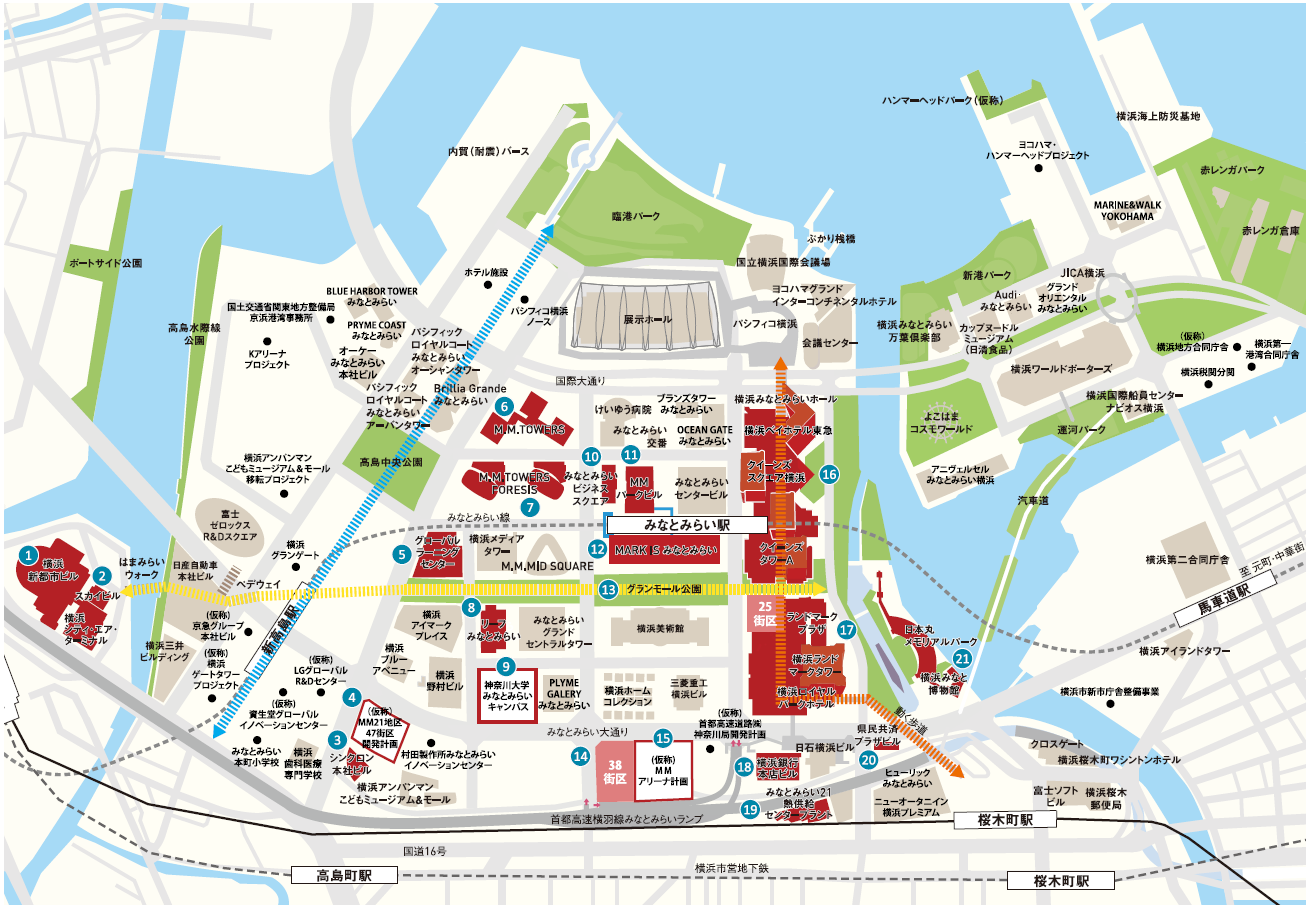 ハンマーヘッドパーク(仮称)
横浜海上防災基地
ヨコハマ・
ハンマーヘッドプロジェクト
内貿(耐震)バース
赤レンガパーク
MARINE&WALK
YOKOHAMA
臨港パーク
赤レンガ倉庫
ぷかり桟橋
ポートサイド公園
国立横浜国際会議場
新港パーク
JICA横浜
ホテル施設
グランド
オリエンタル
みなとみらい
BLUE HARBOR TOWER
みなとみらい
ヨコハマグランド
インターコンチネンタルホテル
Audi
みなとみらい
国土交通省関東地方整備局
京浜港湾事務所
パシフィコ横浜
ノース
展示ホール
パシフィコ横浜
高島水際線
公園
PRYME COAST
みなとみらい
パシフィック
ロイヤルコート
みなとみらい
オーシャンタワー
横浜みなとみらい
万葉倶楽部
カップヌードル
ミュージアム
(日清食品)
(仮称)
横浜地方合同庁舎
横浜第一
港湾合同庁舎
会議センター
Kアリーナ
プロジェクト
オーケー
みなとみらい
本社ビル
横浜ワールドポーターズ
横浜税関分関
国際大通り
パシフィック
ロイヤルコート
みなとみらい
アーバンタワー
Brillia Grande
みなとみらい
横浜国際船員センター
ナビオス横浜
6
けいゆう病院
ブランズタワー
みなとみらい
横浜みなとみらいホール
よこはま
コスモワールド
運河パーク
M.M.TOWERS
みなとみらい
交番
OCEAN GATE
みなとみらい
横浜ベイホテル東急
横浜アンパンマン
こどもミュージアム&モール
移転プロジェクト
高島中央公園
10
11
クイーンズ
スクエア横浜
16
アニヴェルセル
みなとみらい横浜
M.M TOWERS
FORESIS
みなとみらい
ビジネス
スクエア
MM
パークビル
みなとみらい
センタービル
汽車道
7
富士
ゼロックス
R&Dスクエア
みなとみらい線
みなとみらい駅
1
横浜
新都市ビル
2
スカイビル
横浜
シティ・エア・
ターミナル
はまみらい
ウォーク
日産自動車
本社ビル
横浜
グランゲート
5
グローバル
ラーニング
センター
横浜メディア
タワー
M.M.MID SQUARE
12
MARK IS みなとみらい
クイーンズ
タワーA
横浜第二合同庁舎
至 元町・中華街
馬車道駅
ペデウェイ
13
グランモール公園
新高島駅
(仮称)
京急グループ
本社ビル
8
リーフ
みなとみらい
横浜
アイマーク
プレイス
みなとみらい
グランド
セントラルタワー
横浜美術館
25
街区
ランドマーク
プラザ
17
日本丸
メモリアルパーク
21
横浜みなと
博物館
横浜アイランドタワー
横浜三井
ビルディング
(仮称)
横浜
ゲートタワー
プロジェクト
(仮称)
LGグローバル
R&Dセンター
横浜
ブルー
アベニュー
横浜
野村ビル
9
神奈川大学
みなとみらい
キャンパス
PLYME
GALERY
みなとみらい
横浜ホーム
コレクション
三菱重工
横浜ビル
横浜ランド
マークタワー
横浜ロイヤル
パークホテル
横浜市新市庁舎整備事業
(仮称)
資生堂グローバル
イノベーションセンター
4
(仮称)
MM21地区
47街区
開発計画
みなとみらい大通り
(仮称)
首都高速道路㈱
神奈川局開発計画
動く歩道
みなとみらい
本町小学校
横浜
歯科医療
専門学校
3
シンクロン
本社ビル
村田製作所みなとみらい
イノベーションセンター
14
38
街区
15
(仮称)
MM
アリーナ計画
18
横浜銀行
本店ビル
日石横浜ビル
県民共済
プラザビル
20
クロスゲート
横浜桜木町ワシントンホテル
横浜アンパンマン
こどもミュージアム&モール
19
みなとみらい21
熱供給
センタープラント
ヒューリック
みなとみらい
ニューオータニイン
横浜プレミアム
富士ソフト
ビル
横浜桜木
郵便局
首都高速横羽線みなとみらいランプ
桜木町駅
国道16号
高島町駅
横浜市営地下鉄
桜木町駅